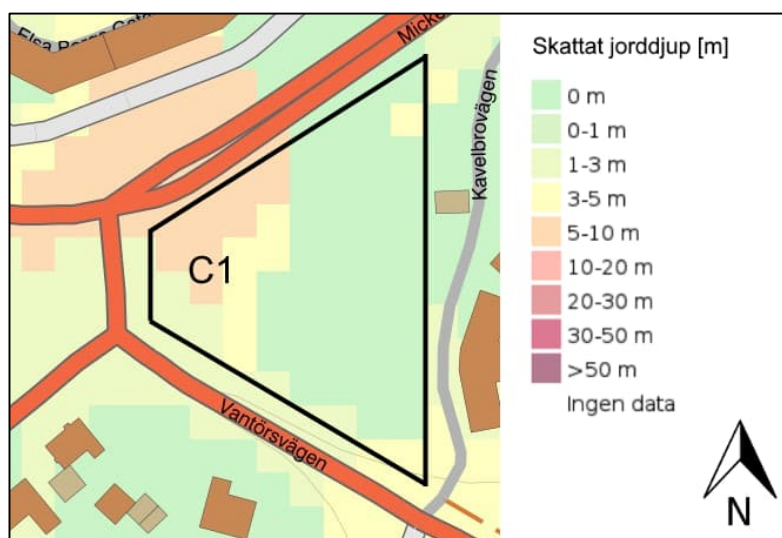 Skattat jorddjup [m]
0 m
0-1 m
1-3 m
3-5 m
5-10 m
10-20 m
20-30 m
30-50 m
>50 m
Ingen data
N
Kavelbrovägen
C1
Vantörsvägen